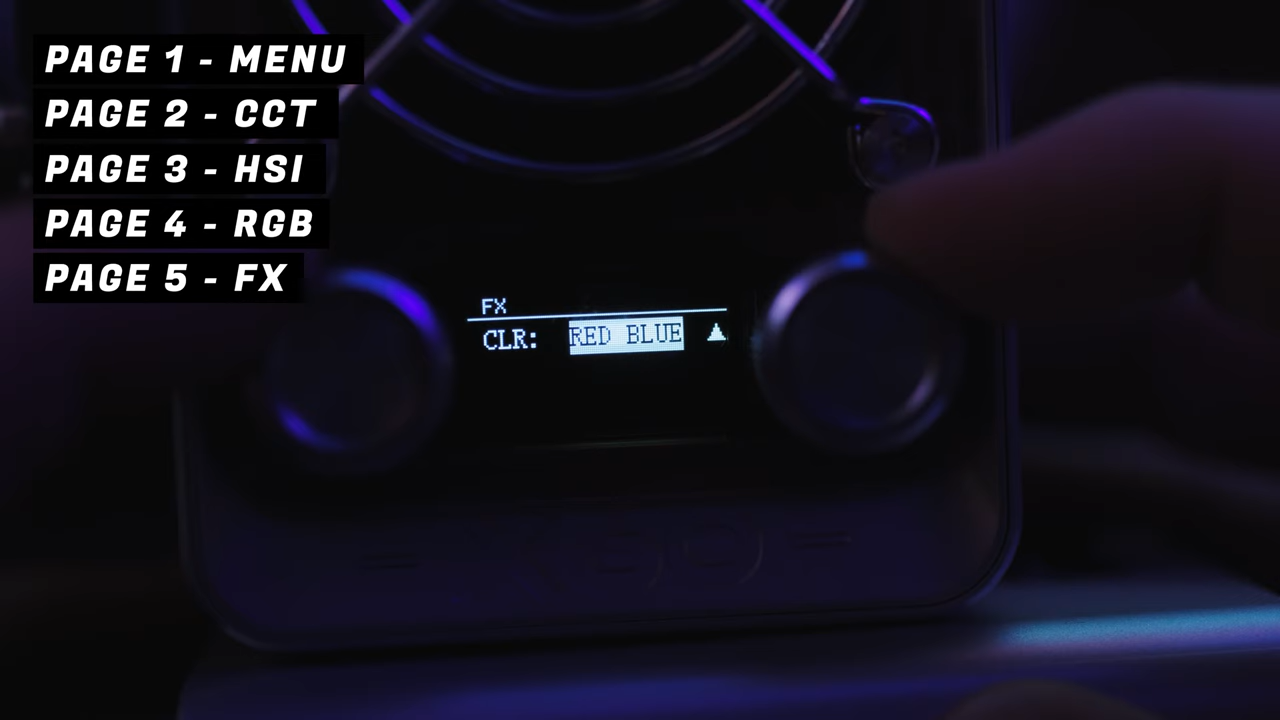 PAGE 1 - MENU
PAGE 2 - CCT
PAGE 3 - HSI
PAGE 4 - RGB
PAGE 5 - FX
FX
CLR: RED BLUE